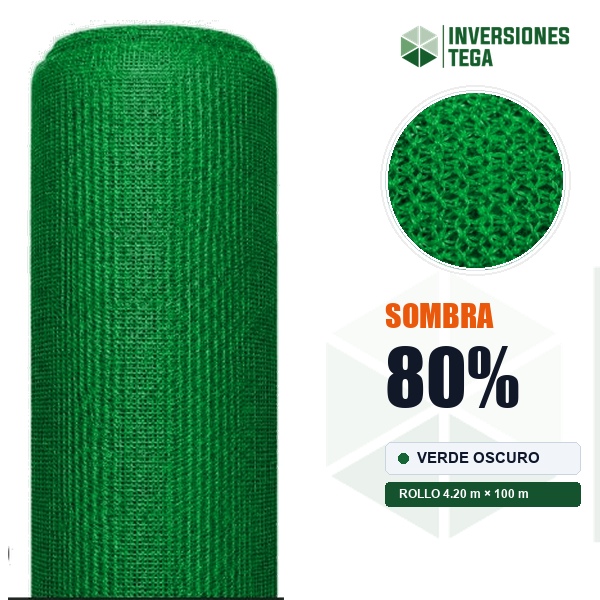 INVERSIONES
TEGA
SOMBRA
80%
VERDE OSCURO
ROLLO 4.20 m × 100 m